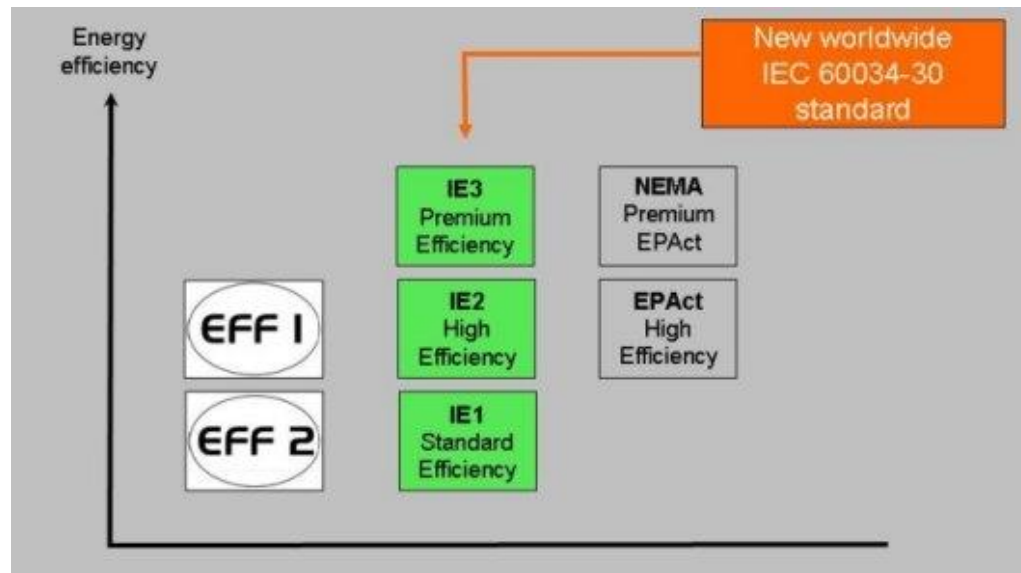 Energy
efficiency
New worldwide
IEC 60034-30
standard
IE3
Premium
Efficiency
NEMA
Premium
EPAct
EFF 1
IE2
High
Efficiency
EPAct
High
Efficiency
EFF 2
IE1
Standard
Efficiency